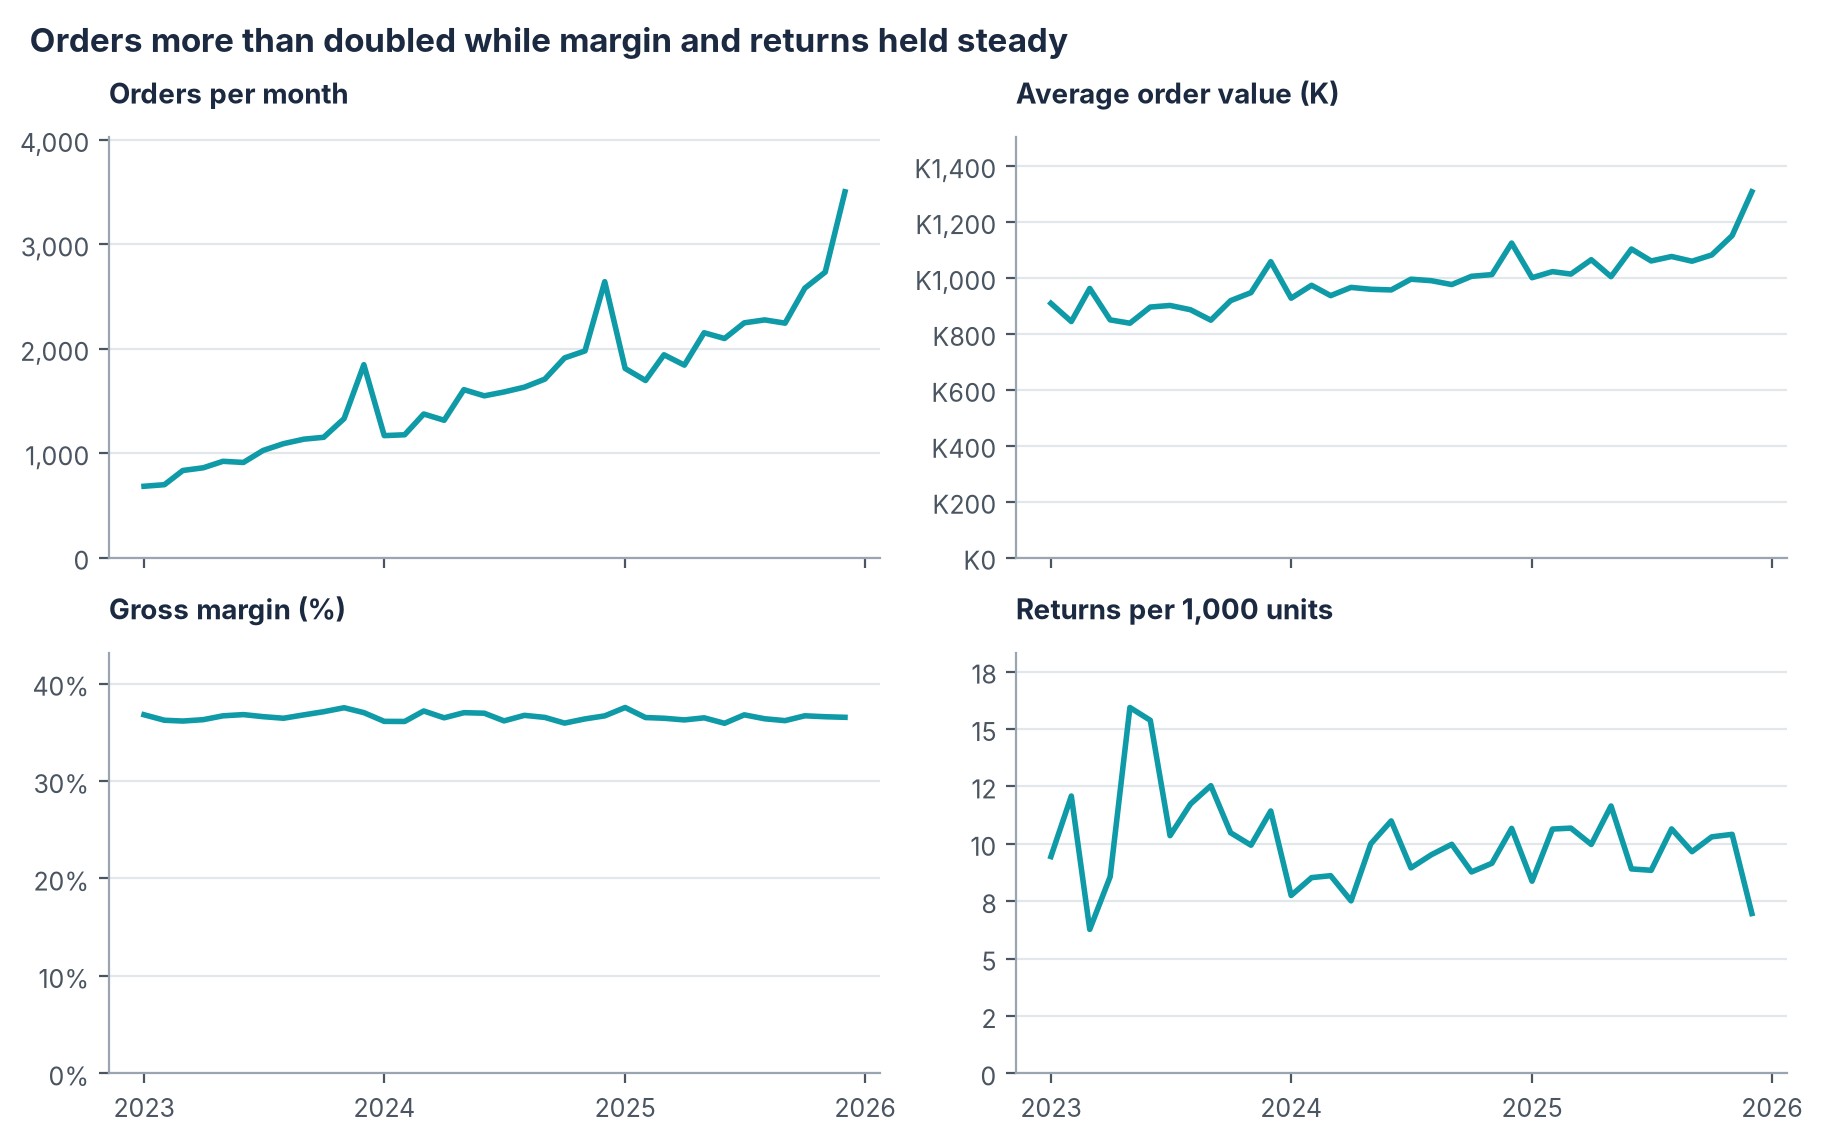 Orders more than doubled while margin and returns held steady
Orders per month
4,000
3,000
2,000
1,000
0
Average order value (K)
K1,400
K1,200
K1,000
K800
K600
K400
K200
K0
Gross margin (%)
40%
30%
20%
10%
0%
2023 2024 2025 2026
Returns per 1,000 units
18
15
12
10
8
5
2
0
2023 2024 2025 2026